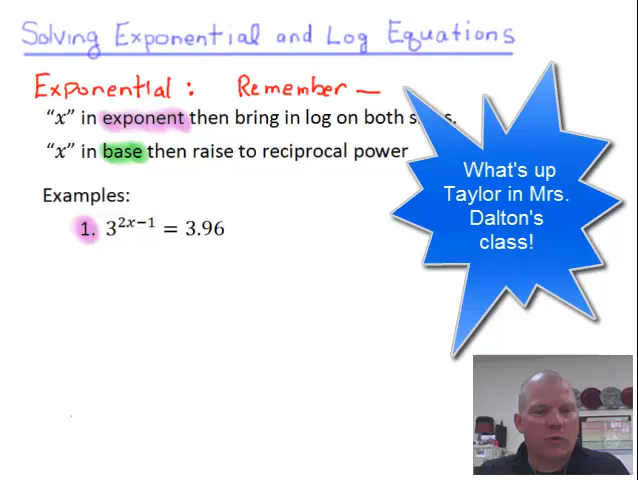 Solving Exponential and Log Equations
Exponential : Remember —
“x” in exponent then bring in log on both sides.
“x” in base then raise to reciprocal power
Examples:
1. 3^{2x−1} = 3.96
What's up
Taylor in Mrs.
Dalton's
class!